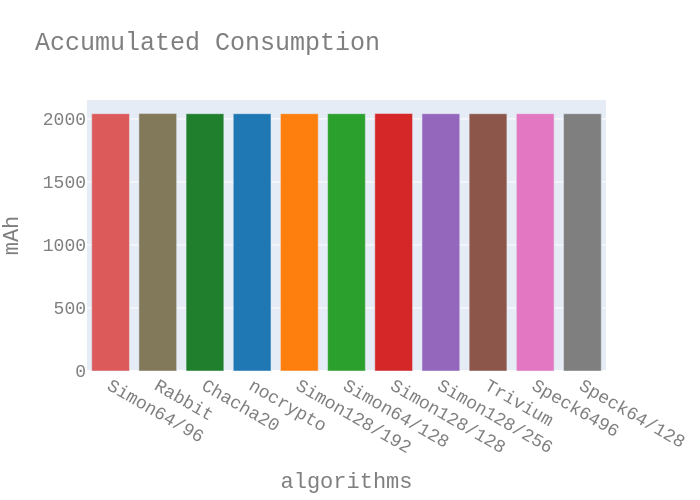 Accumulated Consumption
mAh
2000
1500
1000
500
0
Simon64/96
Rabbit
Chacha20
nocrypto
Simon128/192
Simon64/128
Simon128/128
Simon128/256
Trivium
Speck6496
Speck64/128
algorithms